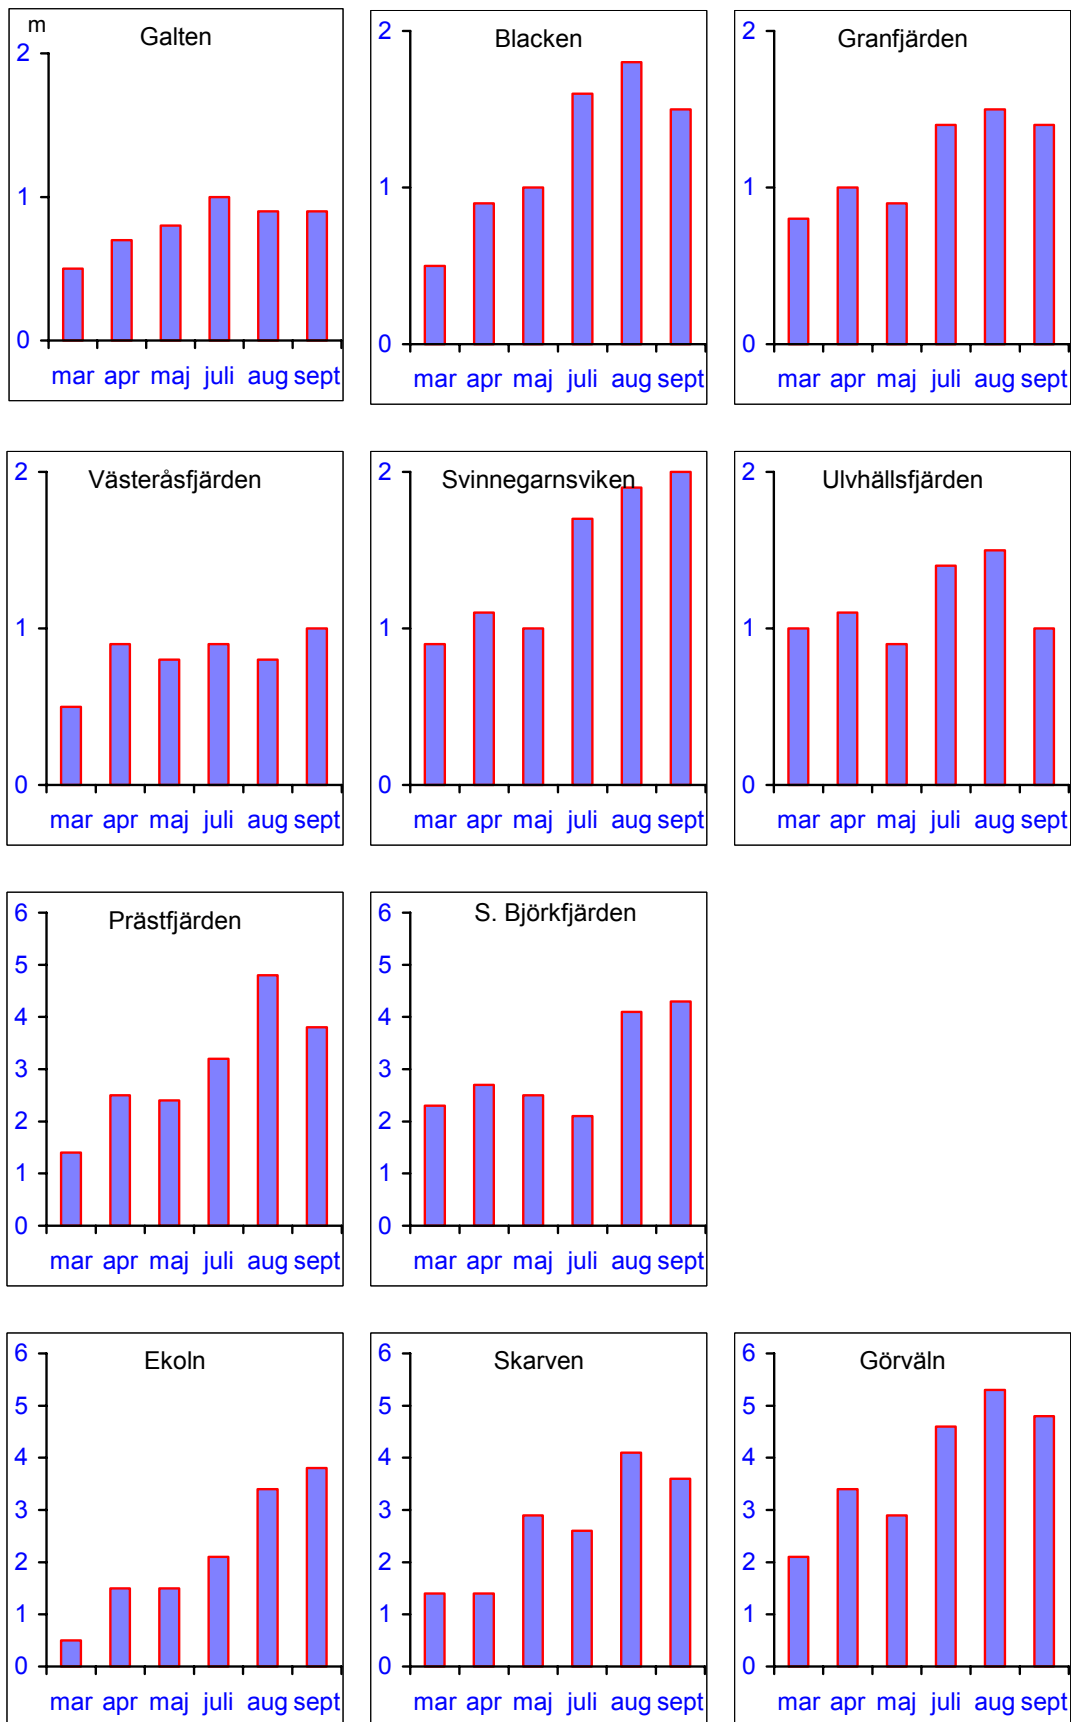 m
Galten
2
1
0
mar apr maj juli aug sept
Blacken
2
1
0
mar apr maj juli aug sept
Granfjärden
2
1
0
mar apr maj juli aug sept
Västeråsfjärden
2
1
0
mar apr maj juli aug sept
Svinnegarnsviken
2
1
0
mar apr maj juli aug sept
Ulvhällsfjärden
2
1
0
mar apr maj juli aug sept
Prästfjärden
6
5
4
3
2
1
0
mar apr maj juli aug sept
S. Björkfjärden
6
5
4
3
2
1
0
mar apr maj juli aug sept
Ekoln
6
5
4
3
2
1
0
mar apr maj juli aug sept
Skarven
6
5
4
3
2
1
0
mar apr maj juli aug sept
Görväln
6
5
4
3
2
1
0
mar apr maj juli aug sept